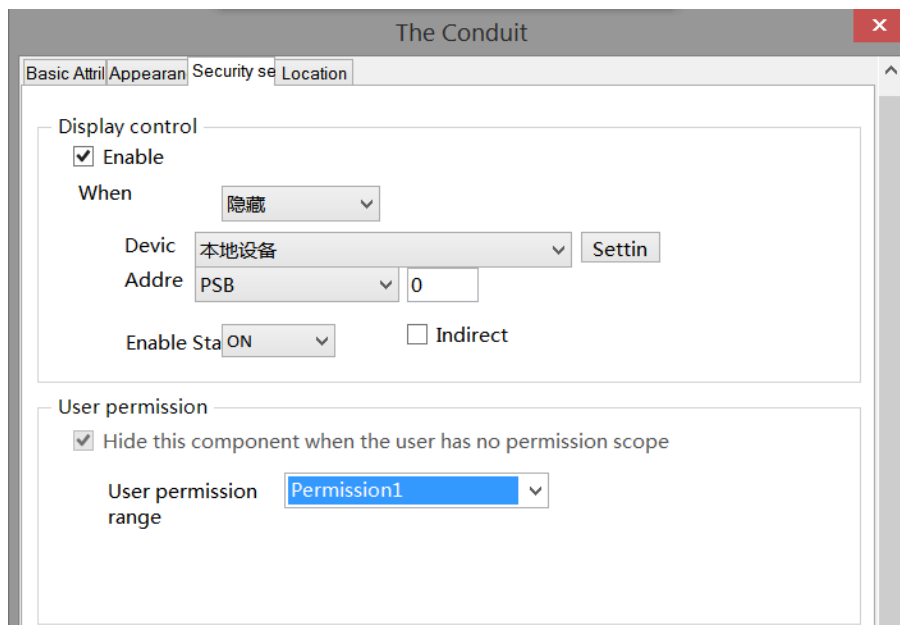 The Conduit
Basic Attril Appearan Security se Location
Display control
Enable
When 隐藏
Devic 本地设备 Settin
Addre PSB 0
Enable Sta ON Indirect
User permission
Hide this component when the user has no permission scope
User permission Permission1
range